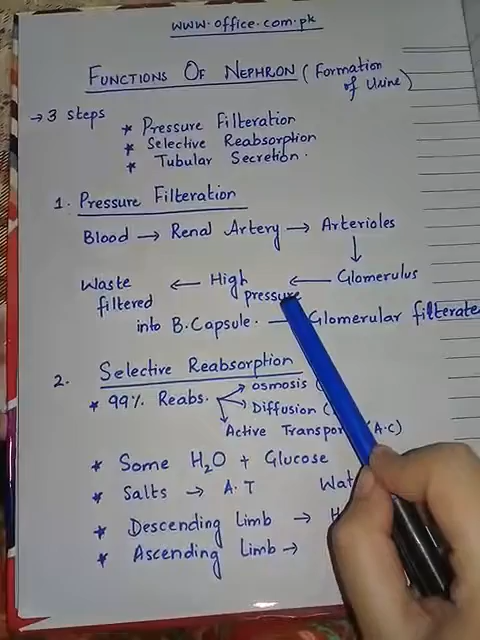 www.office.com.pk
FUNCTIONS OF NEPHRON (Formation of Urine)
→ 3 steps
* Pressure Filteration
* Selective Reabsorption
* Tubular Secretion.
1. Pressure Filteration
Blood → Renal Artery → Arterioles
↓
Waste filtered ← High pressure ← Glomerulus
into B.Capsule. — Glomerular filterate
2. Selective Reabsorption
* 99% Reabs. → osmosis (
→ Diffusion (
→ Active Transpor (A.C)
* Some H₂O + Glucose
* Salts → A.T Wat
* Descending Limb → H
* Ascending Limb →